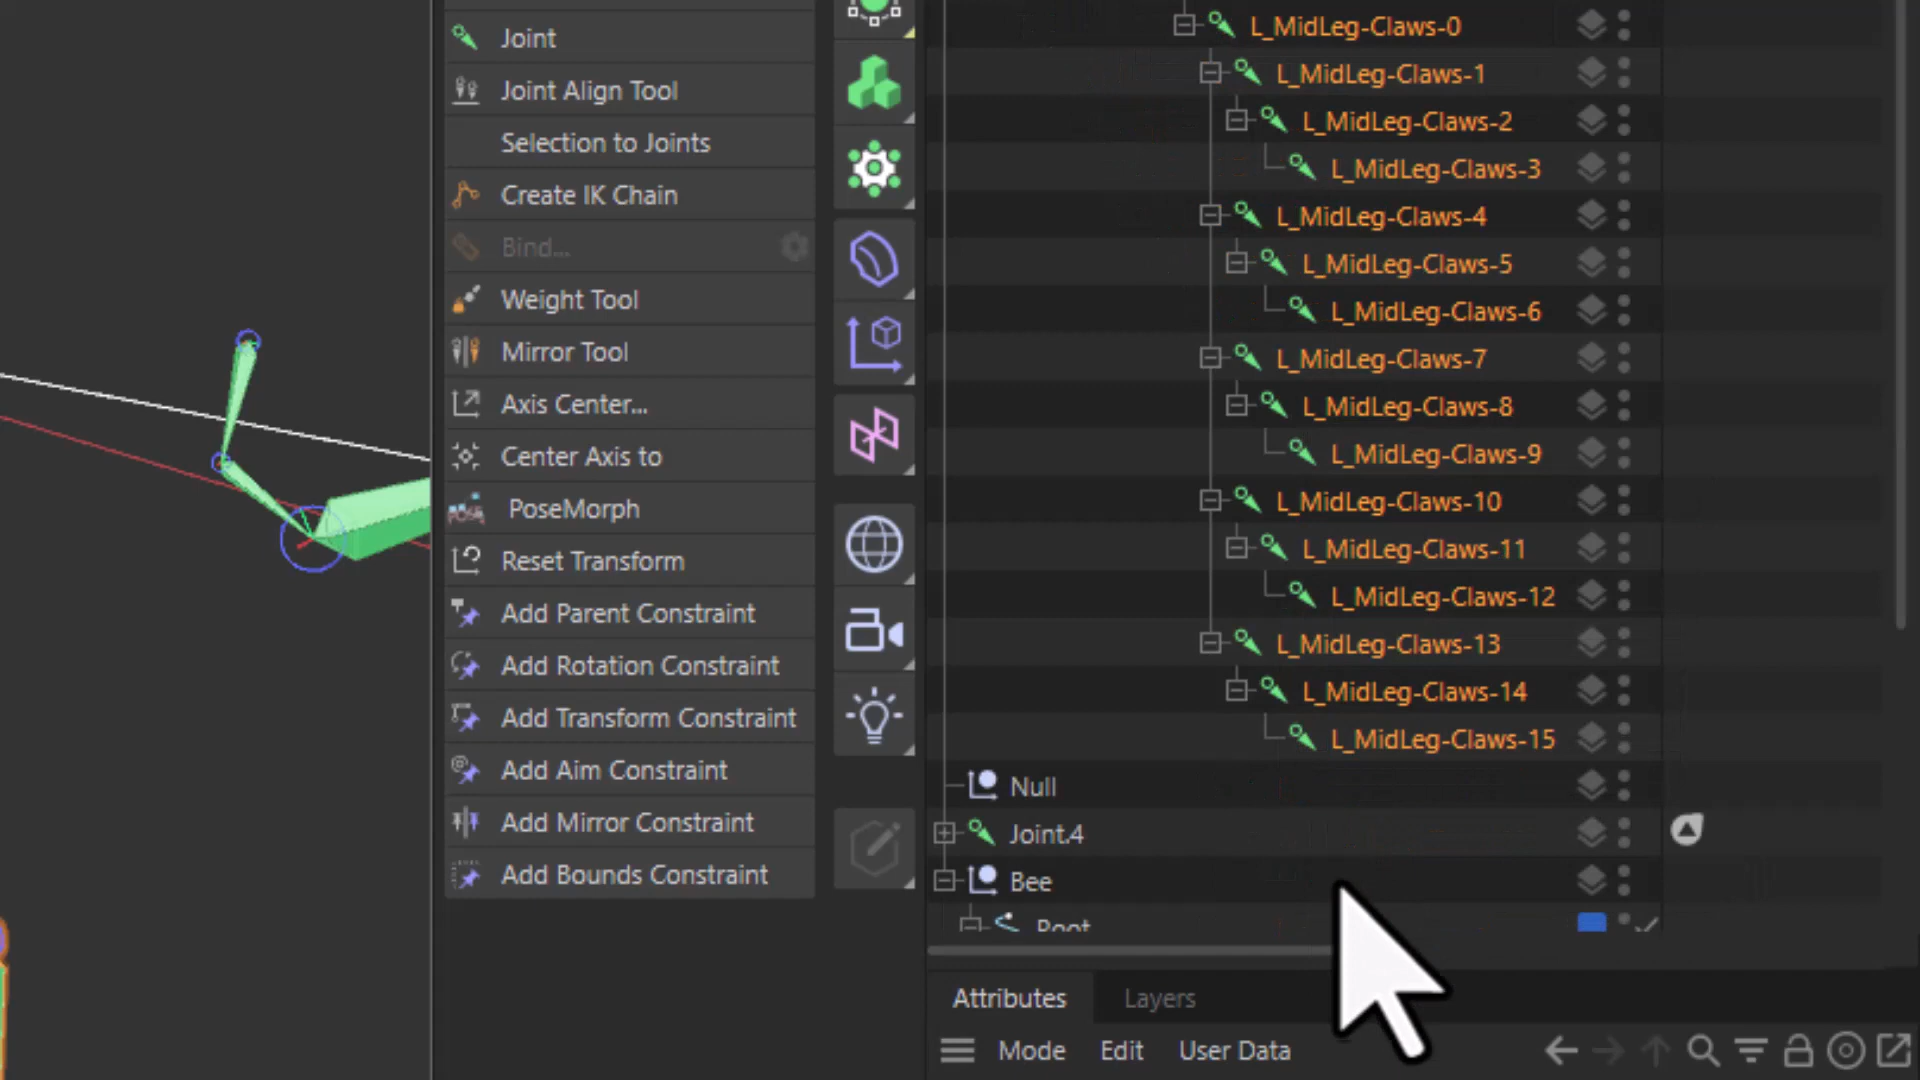 Joint
Joint Align Tool
Selection to Joints
Create IK Chain
Bind...
Weight Tool
Mirror Tool
Axis Center...
Center Axis to
PoseMorph
Reset Transform
Add Parent Constraint
Add Rotation Constraint
Add Transform Constraint
Add Aim Constraint
Add Mirror Constraint
Add Bounds Constraint
L_MidLeg-Claws-0
L_MidLeg-Claws-1
L_MidLeg-Claws-2
L_MidLeg-Claws-3
L_MidLeg-Claws-4
L_MidLeg-Claws-5
L_MidLeg-Claws-6
L_MidLeg-Claws-7
L_MidLeg-Claws-8
L_MidLeg-Claws-9
L_MidLeg-Claws-10
L_MidLeg-Claws-11
L_MidLeg-Claws-12
L_MidLeg-Claws-13
L_MidLeg-Claws-14
L_MidLeg-Claws-15
Null
Joint.4
Bee
Root
Attributes Layers
Mode Edit User Data